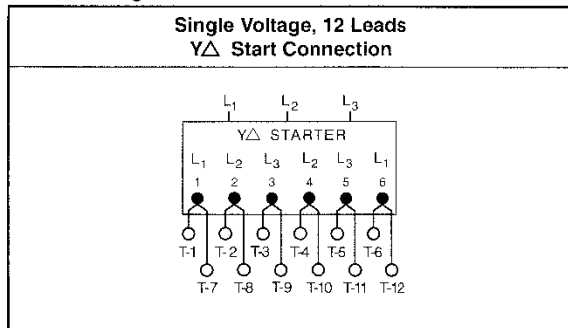 Single Voltage, 12 Leads
Y△ Start Connection
L₁ L₂ L₃
Y△ STARTER
L₁ L₂ L₃ L₂ L₃ L₁
1 2 3 4 5 6
T-1 T-2 T-3 T-4 T-5 T-6
T-7 T-8 T-9 T-10 T-11 T-12